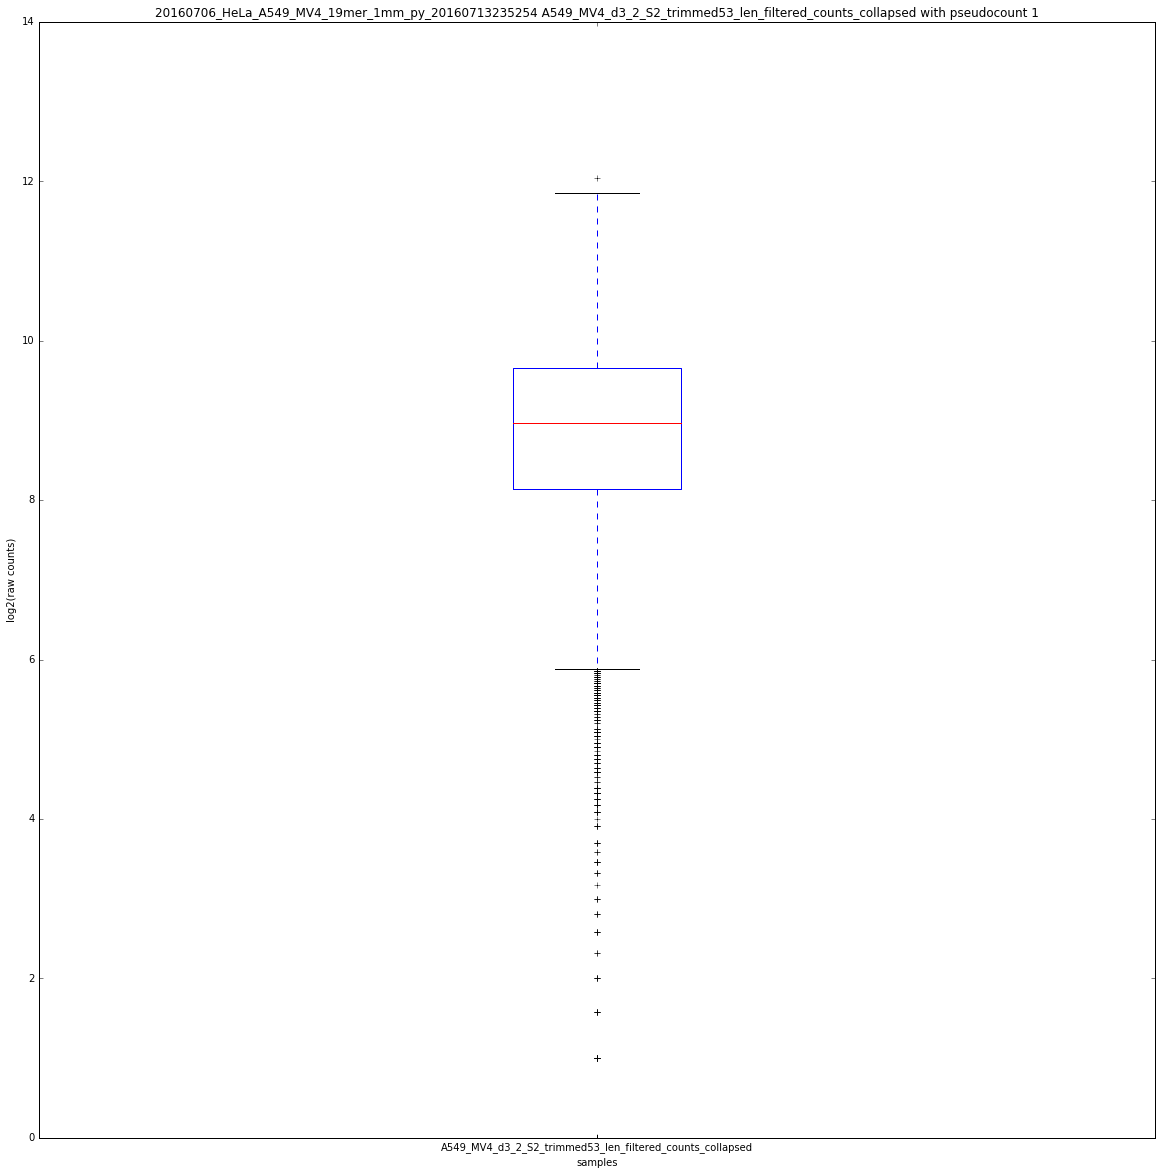 20160706_HeLa_A549_MV4_19mer_1mm_py_20160713235254 A549_MV4_d3_2_S2_trimmed53_len_filtered_counts_collapsed with pseudocount 1
14
12
10
8
6
4
2
0
log2(raw counts)
A549_MV4_d3_2_S2_trimmed53_len_filtered_counts_collapsed
samples